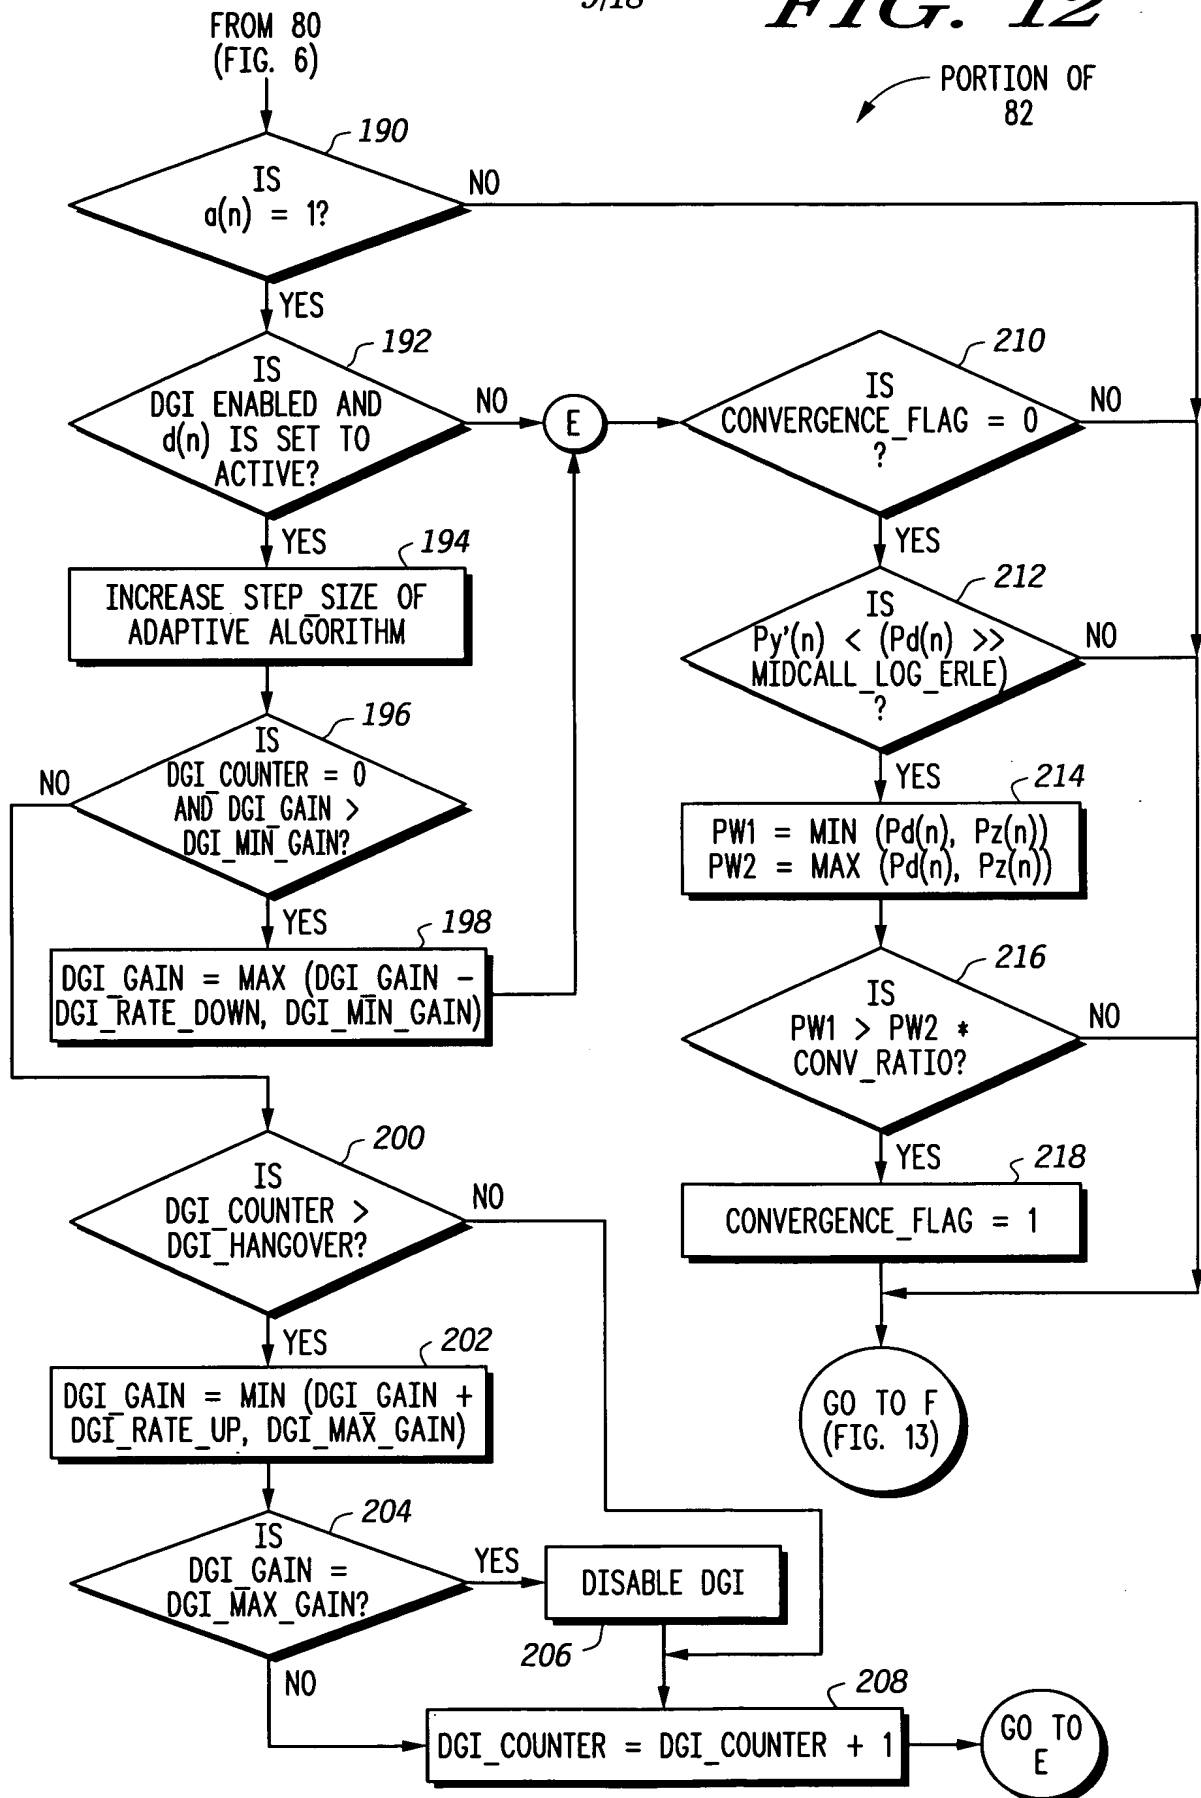 9/18
FIG. 12
FROM 80
(FIG. 6)
PORTION OF
82
190
IS
a(n) = 1?
NO
YES
192
IS
DGI ENABLED AND
d(n) IS SET TO
ACTIVE?
NO
E
YES
194
INCREASE STEP_SIZE OF
ADAPTIVE ALGORITHM
196
IS
DGI_COUNTER = 0
AND DGI_GAIN >
DGI_MIN_GAIN?
NO
YES
198
DGI_GAIN = MAX (DGI_GAIN -
DGI_RATE_DOWN, DGI_MIN_GAIN)
200
IS
DGI_COUNTER >
DGI_HANGOVER?
NO
YES
202
DGI_GAIN = MIN (DGI_GAIN +
DGI_RATE_UP, DGI_MAX_GAIN)
204
IS
DGI_GAIN =
DGI_MAX_GAIN?
YES
DISABLE DGI
206
NO
208
DGI_COUNTER = DGI_COUNTER + 1
GO TO
E
210
IS
CONVERGENCE_FLAG = 0
?
NO
YES
212
IS
Py'(n) < (Pd(n) >>
MIDCALL_LOG_ERLE)
?
NO
YES
214
PW1 = MIN (Pd(n), Pz(n))
PW2 = MAX (Pd(n), Pz(n))
216
IS
PW1 > PW2 *
CONV_RATIO?
NO
YES
218
CONVERGENCE_FLAG = 1
GO TO F
(FIG. 13)